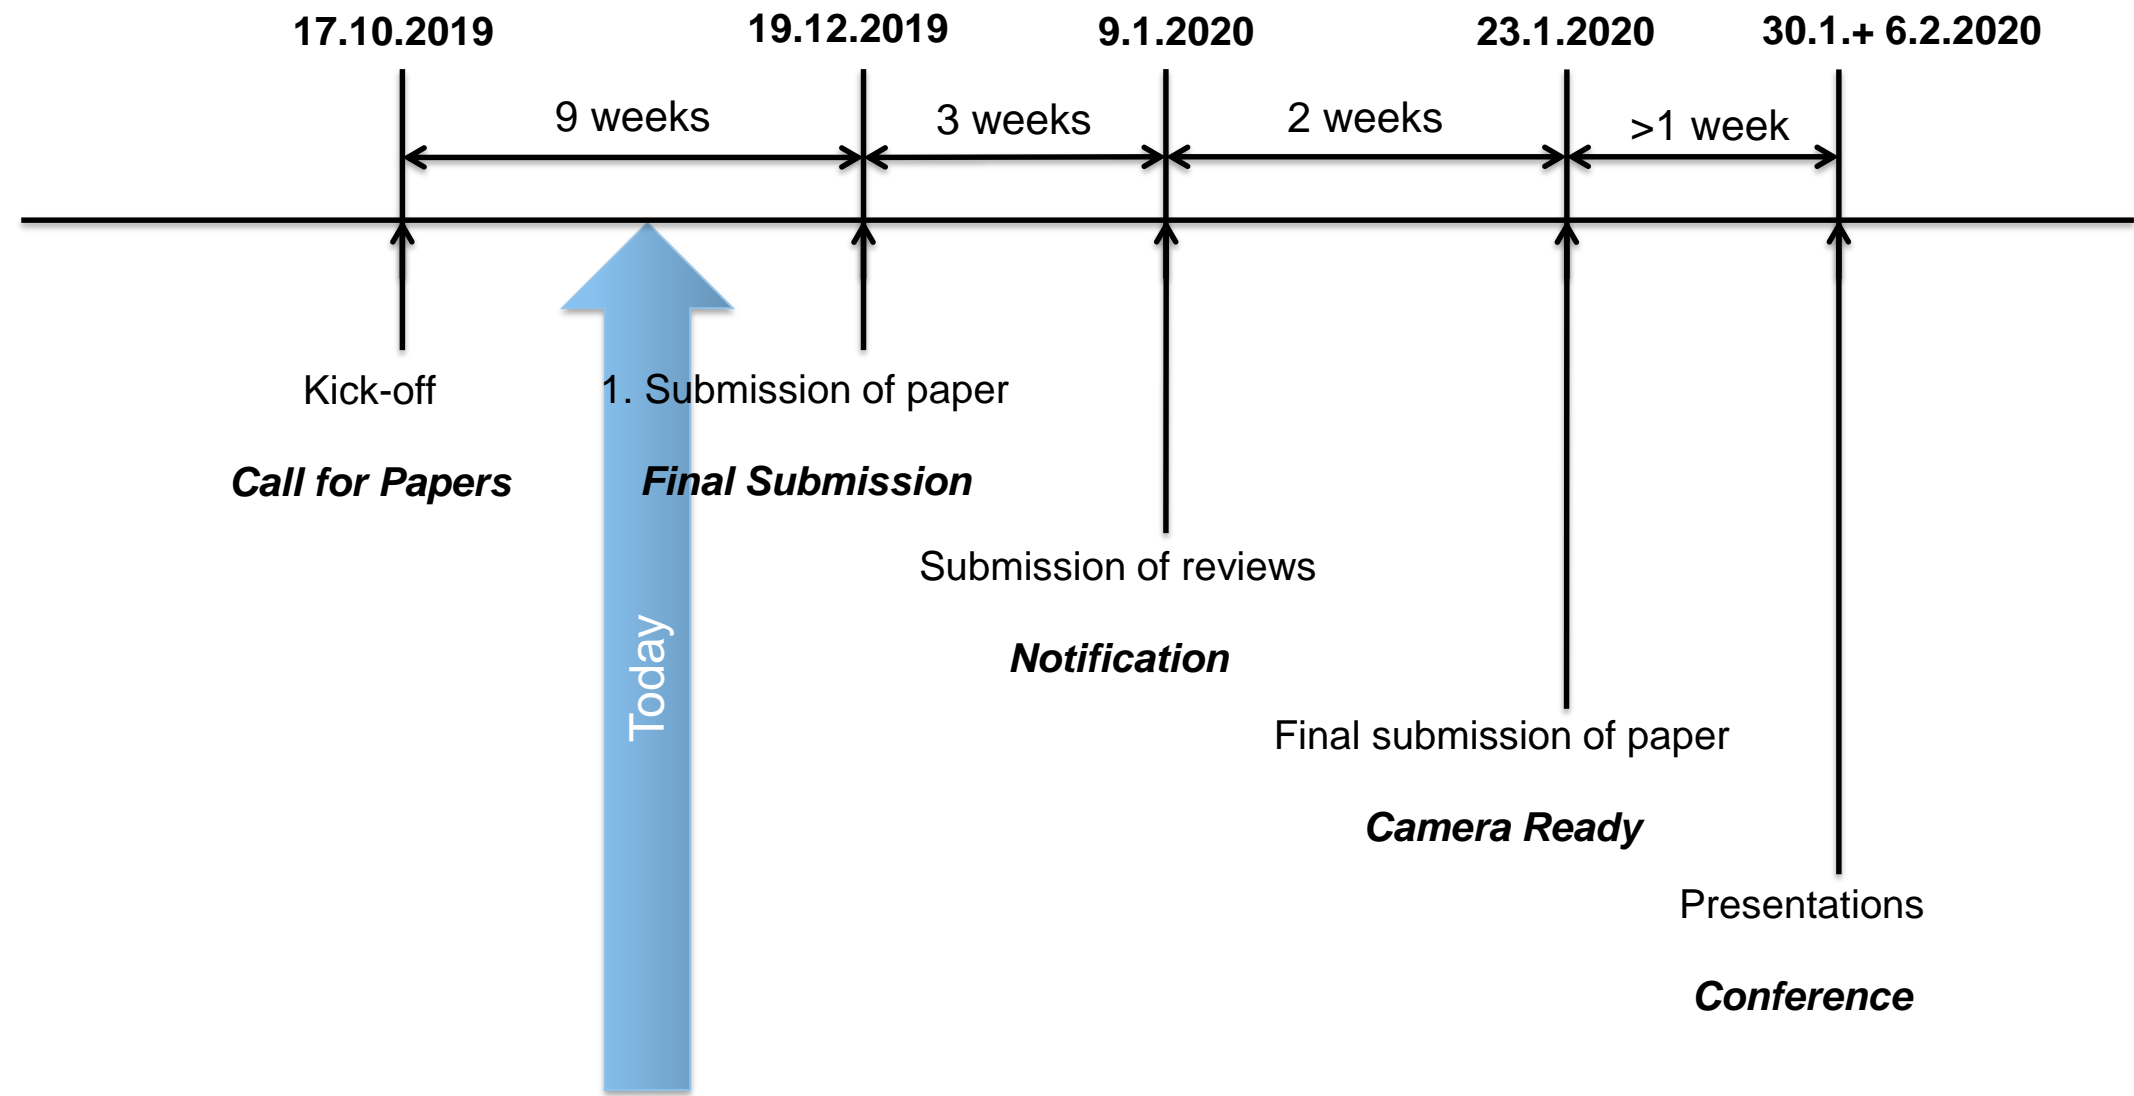 17.10.2019
19.12.2019
9.1.2020
23.1.2020
30.1.+ 6.2.2020
9 weeks
3 weeks
2 weeks
>1 week
Kick-off
Call for Papers
1. Submission of paper
Final Submission
Submission of reviews
Notification
Today
Final submission of paper
Camera Ready
Presentations
Conference